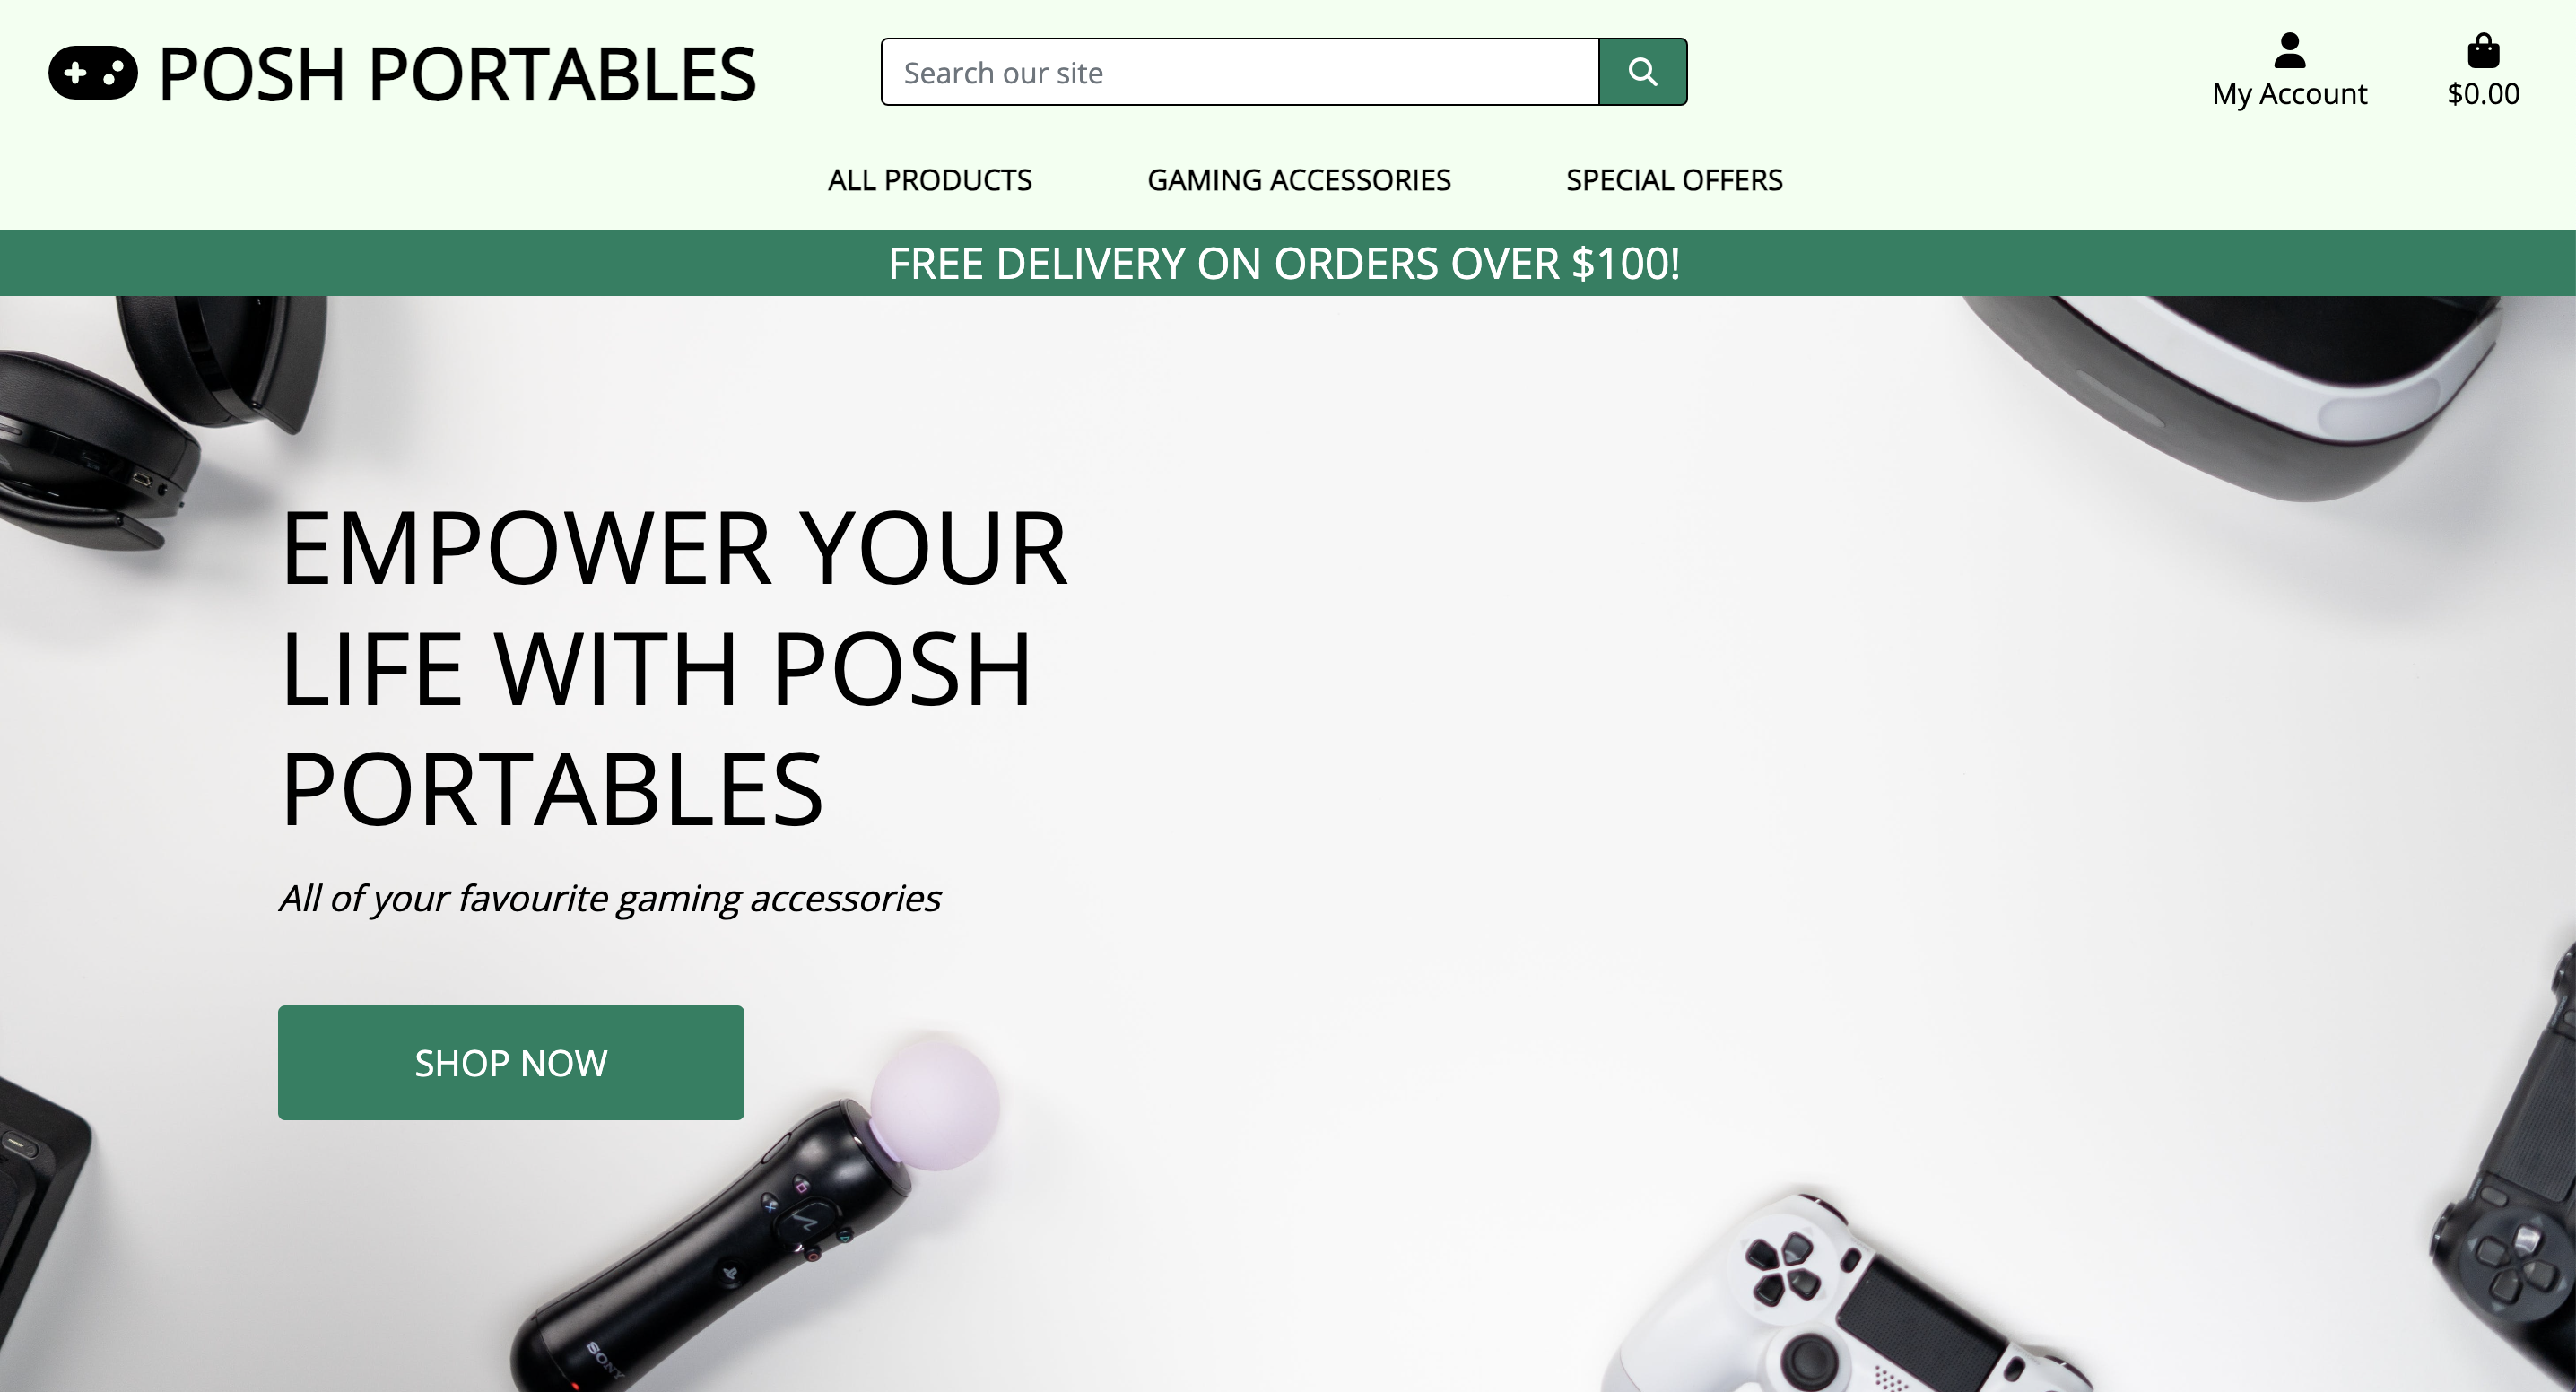 POSH PORTABLES
Search our site
My Account
$0.00
ALL PRODUCTS
GAMING ACCESSORIES
SPECIAL OFFERS
FREE DELIVERY ON ORDERS OVER $100!
EMPOWER YOUR
LIFE WITH POSH
PORTABLES
All of your favourite gaming accessories
SHOP NOW
SONY